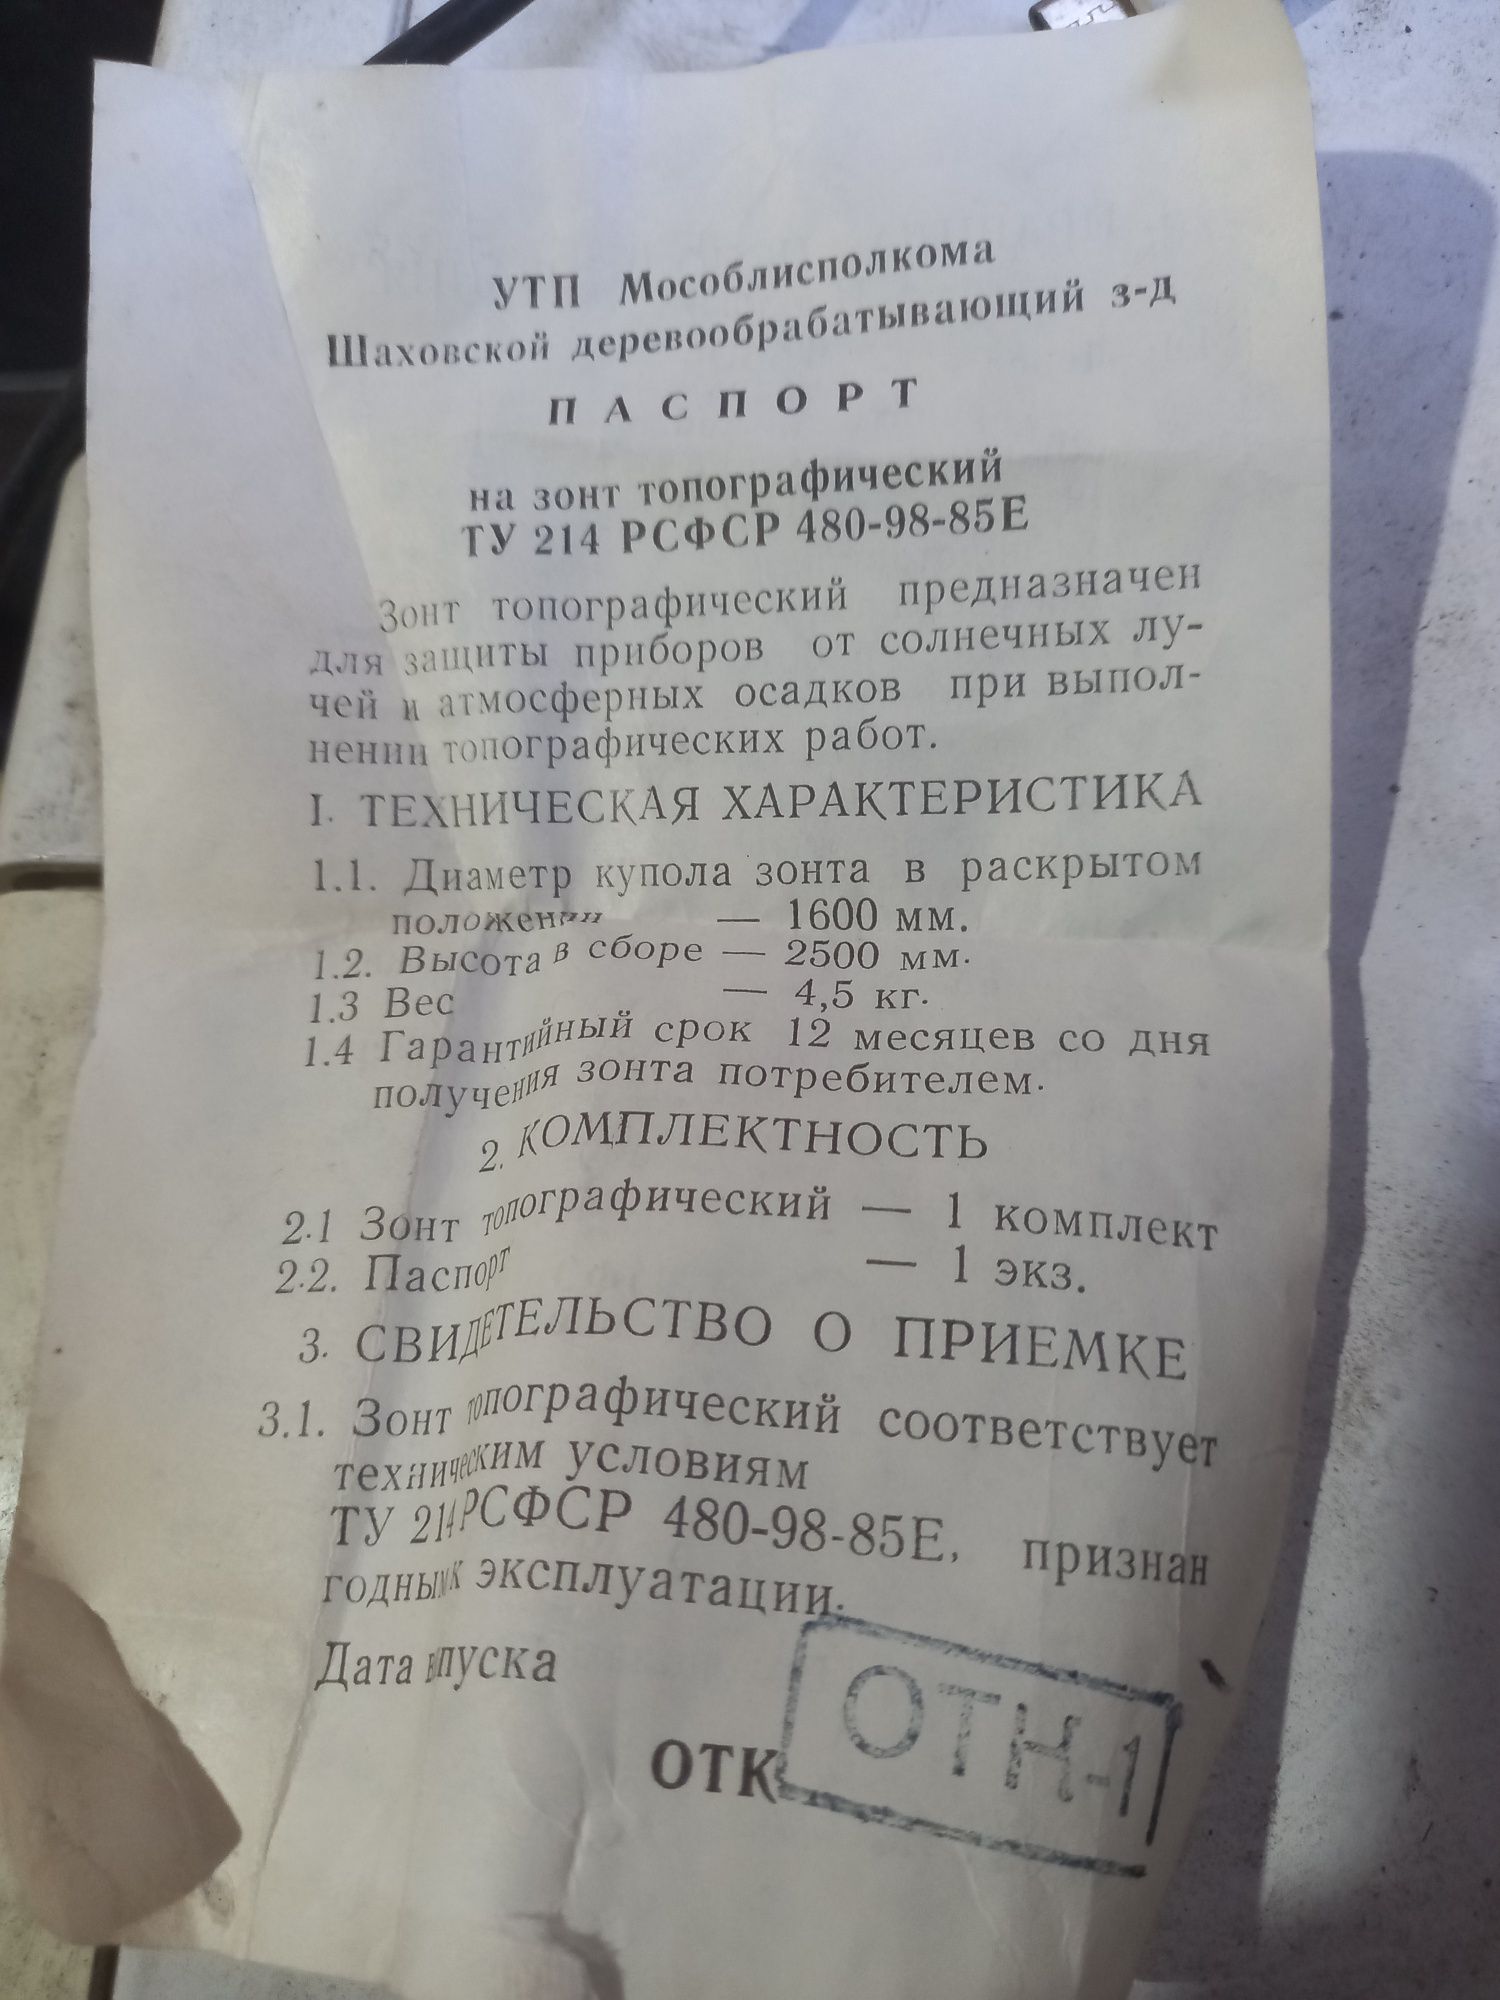 УТП Мособлисполкома
Шаховской деревообрабатывающий з-д
ПАСПОРТ
на зонт топографический
ТУ 214 РСФСР 480-98-85Е
Зонт топографический предназначен
для защиты приборов от солнечных лу-
чей и атмосферных осадков при выпол-
нении топографических работ.
I. ТЕХНИЧЕСКАЯ ХАРАКТЕРИСТИКА
1.1. Диаметр купола зонта в раскрытом
положении — 1600 мм.
1.2. Высота в сборе — 2500 мм.
1.3 Вес — 4,5 кг.
1.4 Гарантийный срок 12 месяцев со дня
получения зонта потребителем.
2. КОМПЛЕКТНОСТЬ
2.1 Зонт топографический — 1 комплект
2.2. Паспорт — 1 экз.
3. СВИДЕТЕЛЬСТВО О ПРИЕМКЕ
3.1. Зонт топографический соответствует
техническим условиям
ТУ 214 РСФСР 480-98-85Е, признан
годным к эксплуатации.
Дата выпуска
ОТК
ОТК-1